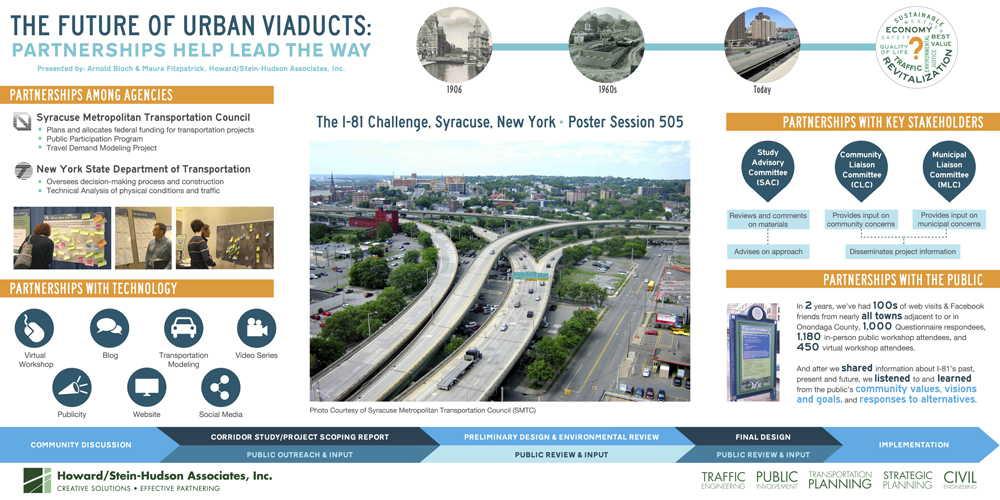 THE FUTURE OF URBAN VIADUCTS:
PARTNERSHIPS HELP LEAD THE WAY
Presented by: Arnold Bloch & Maura Fitzpatrick, Howard/Stein-Hudson Associates, Inc.
1906
1960s
Today
SUSTAINABLE
WEATHER
ECONOMY
SAFETY
BEST
VALUE
QUALITY
OF LIFE
?
ENVIRONMENTAL
JUSTICE
TRAFFIC
REVITALIZATION
PARTNERSHIPS AMONG AGENCIES
Syracuse Metropolitan Transportation Council
• Plans and allocates federal funding for transportation projects
• Public Participation Program
• Travel Demand Modeling Project
New York State Department of Transportation
• Oversees decision-making process and construction
• Technical Analysis of physical conditions and traffic
PARTNERSHIPS WITH TECHNOLOGY
Virtual
Workshop
Blog
Transportation
Modeling
Video Series
Publicity
Website
Social Media
The I-81 Challenge, Syracuse, New York • Poster Session 505
Photo Courtesy of Syracuse Metropolitan Transportation Council (SMTC)
PARTNERSHIPS WITH KEY STAKEHOLDERS
Study
Advisory
Committee
(SAC)
Community
Liaison
Committee
(CLC)
Municipal
Liaison
Committee
(MLC)
Reviews and comments
on materials
Provides input on
community concerns
Provides input on
municipal concerns
Advises on approach
Disseminates project information
PARTNERSHIPS WITH THE PUBLIC
In 2 years, we've had 100s of web visits & Facebook
friends from nearly all towns adjacent to or in
Onondaga County, 1,000 Questionnaire respondees,
1,180 in-person public workshop attendees, and
450 virtual workshop attendees.
And after we shared information about I-81's past,
present and future, we listened to and learned
from the public's community values, visions
and goals, and responses to alternatives.
COMMUNITY DISCUSSION
CORRIDOR STUDY/PROJECT SCOPING REPORT
PUBLIC OUTREACH & INPUT
PRELIMINARY DESIGN & ENVIRONMENTAL REVIEW
PUBLIC REVIEW & INPUT
FINAL DESIGN
PUBLIC REVIEW & INPUT
IMPLEMENTATION
Howard/Stein-Hudson Associates, Inc.
CREATIVE SOLUTIONS • EFFECTIVE PARTNERING
TRAFFIC
ENGINEERING
PUBLIC
INVOLVEMENT
TRANSPORTATION
PLANNING
STRATEGIC
PLANNING
CIVIL
ENGINEERING